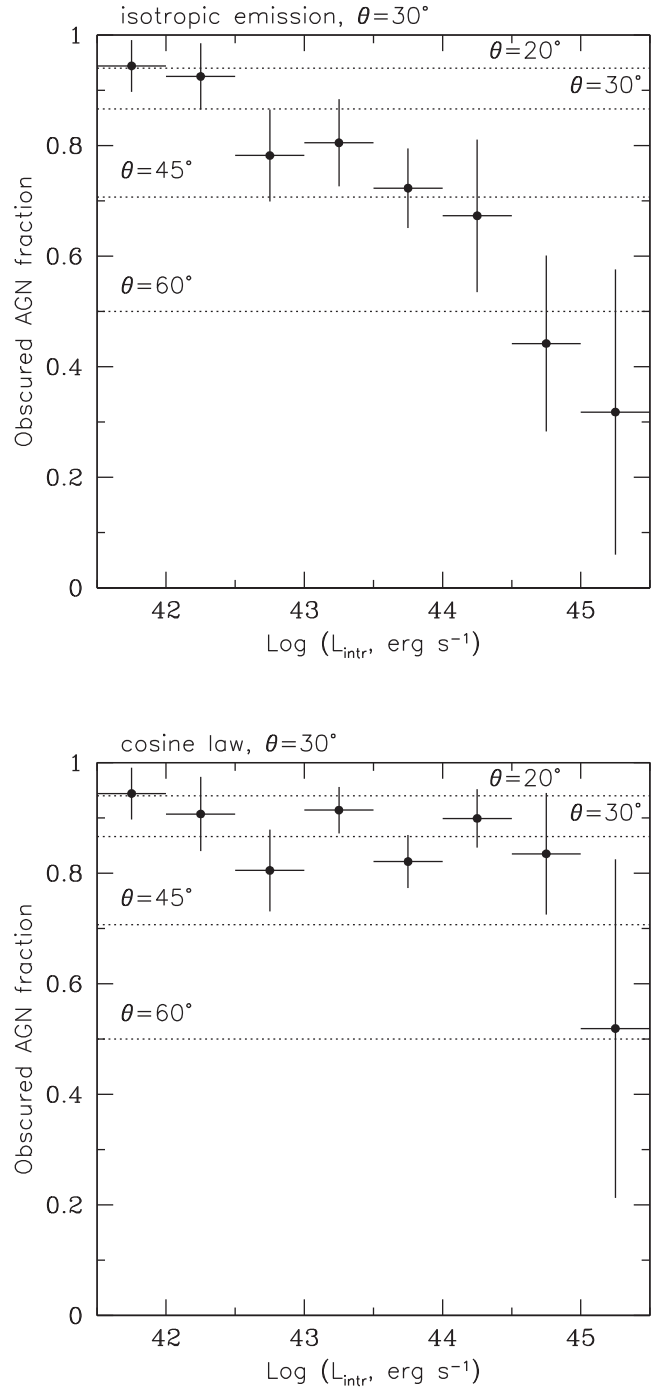 isotropic emission, θ=30°
1
θ=20°
θ=30°
0.8
θ=45°
0.6
θ=60°
0.4
0.2
0
Obscured AGN fraction
42 43 44 45
Log (L_intr, erg s⁻¹)
cosine law, θ=30°
1
θ=20°
θ=30°
0.8
θ=45°
0.6
θ=60°
0.4
0.2
0
Obscured AGN fraction
42 43 44 45
Log (L_intr, erg s⁻¹)